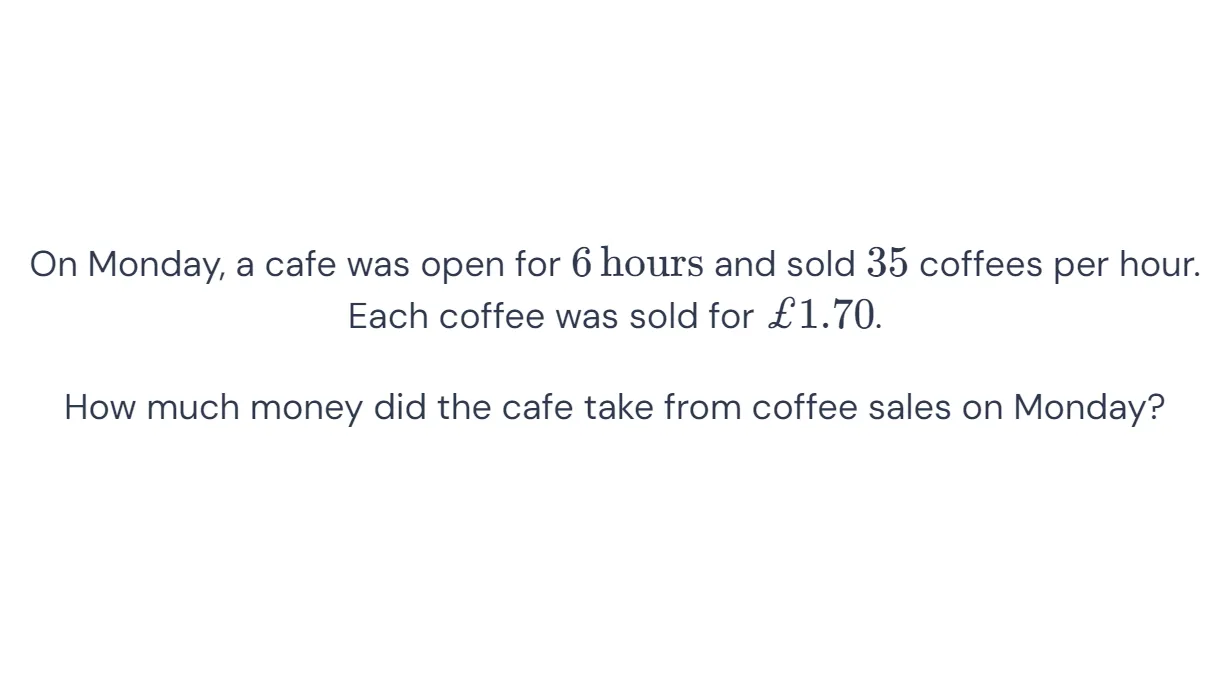 On Monday, a cafe was open for 6 hours and sold 35 coffees per hour.
Each coffee was sold for £1.70.
How much money did the cafe take from coffee sales on Monday?